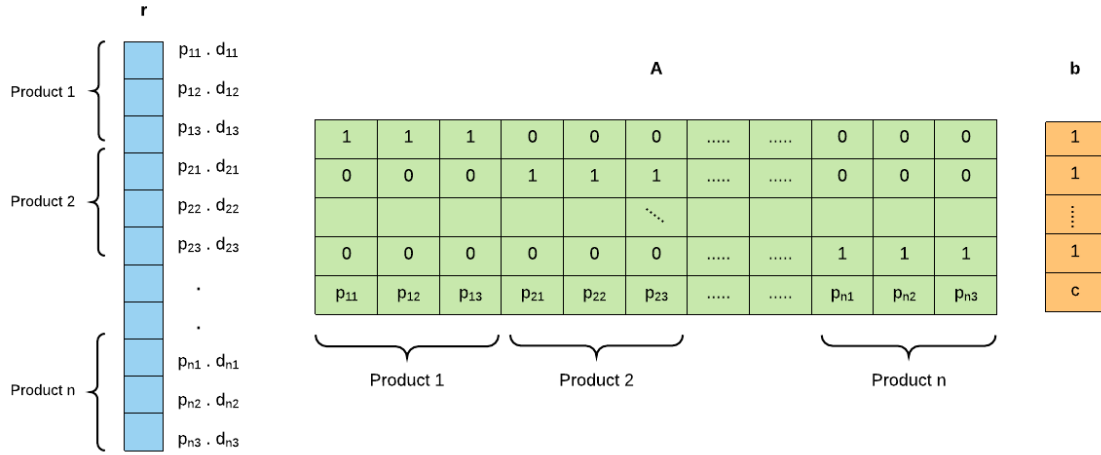 r
Product 1
p₁₁ . d₁₁
p₁₂ . d₁₂
p₁₃ . d₁₃
Product 2
p₂₁ . d₂₁
p₂₂ . d₂₂
p₂₃ . d₂₃
.
.
Product n
pₙ₁ . dₙ₁
pₙ₂ . dₙ₂
pₙ₃ . dₙ₃
A
1 1 1 0 0 0 ..... ..... 0 0 0
0 0 0 1 1 1 ..... ..... 0 0 0
0 0 0 0 0 0 ..... ..... 1 1 1
p₁₁ p₁₂ p₁₃ p₂₁ p₂₂ p₂₃ ..... ..... pₙ₁ pₙ₂ pₙ₃
Product 1 Product 2 Product n
b
1
1
1
c